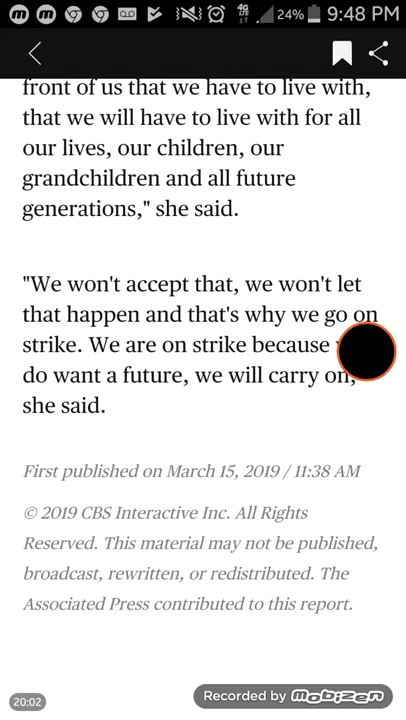 4G
LTE
24%
9:48 PM
front of us that we have to live with,
that we will have to live with for all
our lives, our children, our
grandchildren and all future
generations," she said.
"We won't accept that, we won't let
that happen and that's why we go on
strike. We are on strike because
do want a future, we will carry on,"
she said.
First published on March 15, 2019 / 11:38 AM
© 2019 CBS Interactive Inc. All Rights
Reserved. This material may not be published,
broadcast, rewritten, or redistributed. The
Associated Press contributed to this report.
20:02
Recorded by mobizen